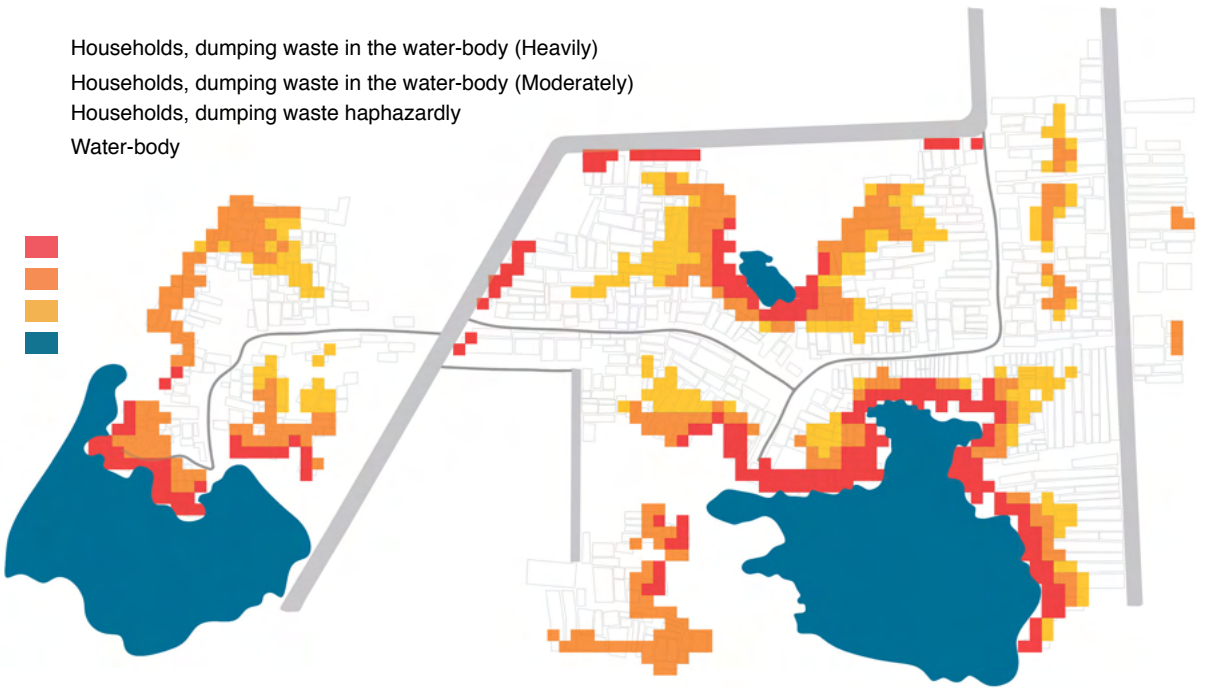 Households, dumping waste in the water-body (Heavily)
Households, dumping waste in the water-body (Moderately)
Households, dumping waste haphazardly
Water-body